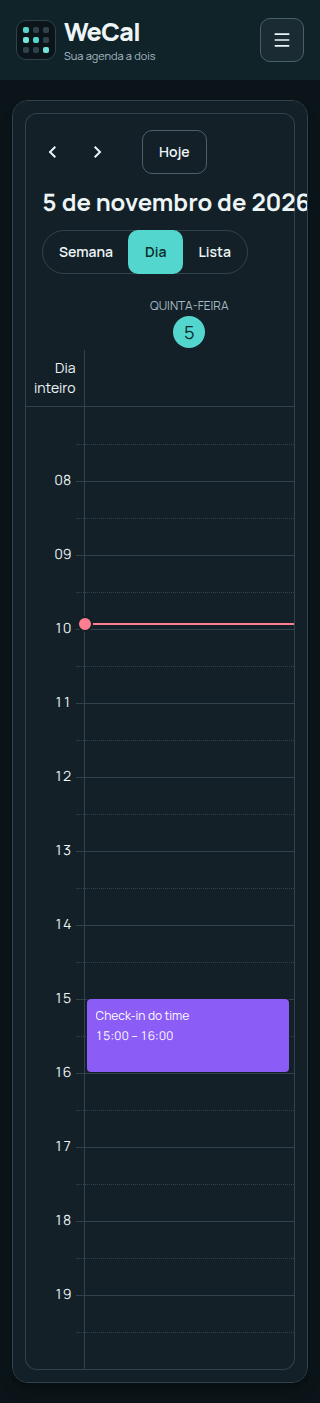 WeCal
Sua agenda a dois
Hoje
5 de novembro de 2026
Semana
Dia
Lista
QUINTA-FEIRA
5
Dia
inteiro
08
09
10
11
12
13
14
15
Check-in do time
15:00 – 16:00
16
17
18
19